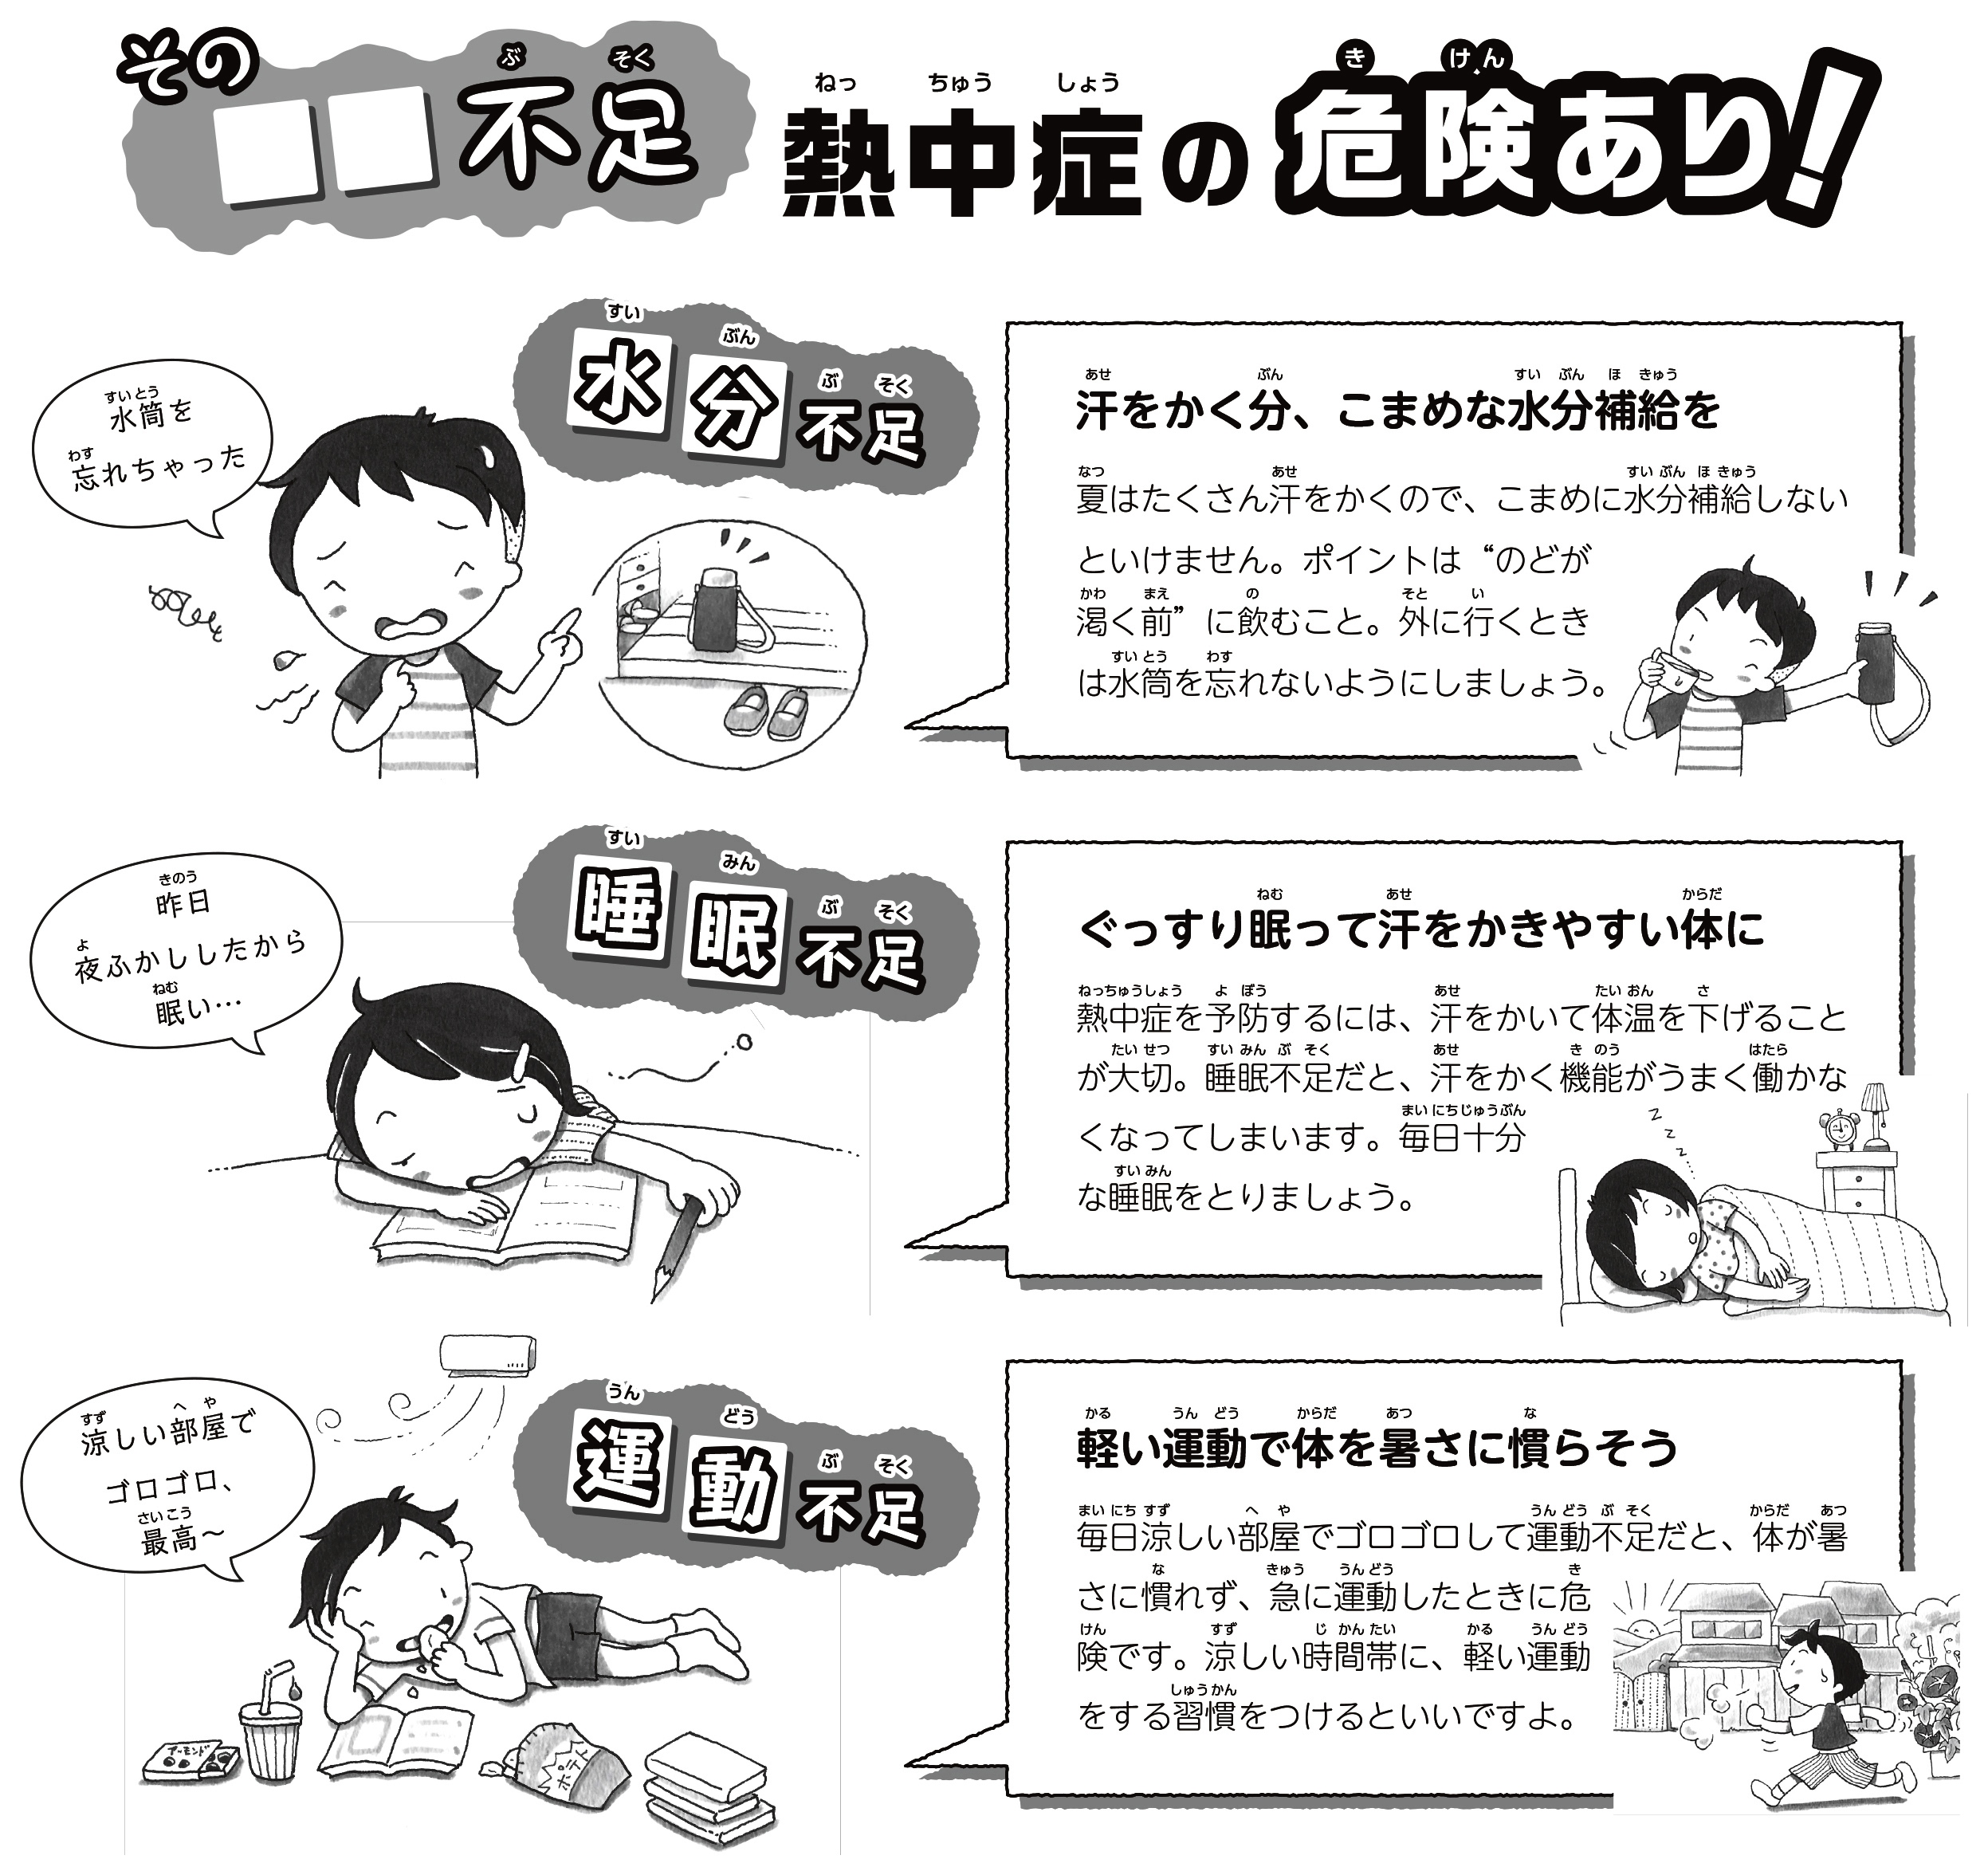 その□□不足 熱中症の危険あり!
水分不足
水筒を
忘れちゃった
汗をかく分、こまめな水分補給を
夏はたくさん汗をかくので、こまめに水分補給しない
といけません。ポイントは“のどが
渇く前”に飲むこと。外に行くとき
は水筒を忘れないようにしましょう。
睡眠不足
昨日
夜ふかししたから
眠い…
ぐっすり眠って汗をかきやすい体に
熱中症を予防するには、汗をかいて体温を下げること
が大切。睡眠不足だと、汗をかく機能がうまく働かな
くなってしまいます。毎日十分
な睡眠をとりましょう。
z
z
z
z
運動不足
涼しい部屋で
ゴロゴロ、
最高〜
アーモンド
ポテト
軽い運動で体を暑さに慣らそう
毎日涼しい部屋でゴロゴロして運動不足だと、体が暑
さに慣れず、急に運動したときに危
険です。涼しい時間帯に、軽い運動
をする習慣をつけるといいですよ。